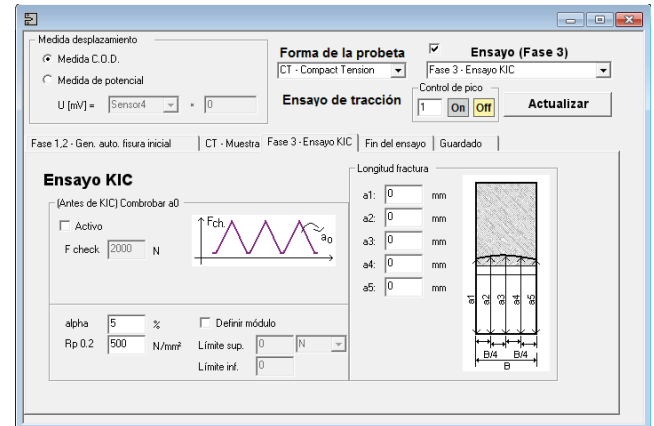 Medida desplazamiento
Medida C.O.D.
Medida de potencial
U [mV] = Sensor4 * 0
Forma de la probeta
CT - Compact Tension
Ensayo de tracción
Ensayo (Fase 3)
Fase 3 - Ensayo KIC
Control de pico
1 On Off
Actualizar
Fase 1,2 - Gen. auto. fisura inicial CT - Muestra Fase 3 - Ensayo KIC Fin del ensayo Guardado
Ensayo KIC
(Antes de KIC) Combrobar a0
Activo
F check 2000 N
Fch.
a0
alpha 5 %
Rp 0.2 500 N/mm²
Definir módulo
Límite sup. 0 N
Límite inf. 0
Longitud fractura
a1: 0 mm
a2: 0 mm
a3: 0 mm
a4: 0 mm
a5: 0 mm
a1 a2 a3 a4 a5
B/4 B/4
B